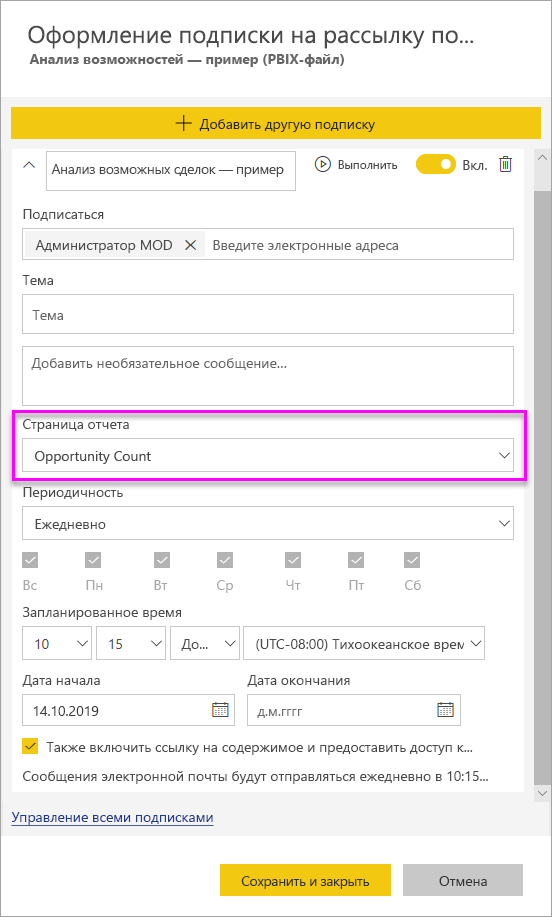 Оформление подписки на рассылку по...
Анализ возможностей — пример (PBIX-файл)
Добавить другую подписку
Анализ возможных сделок — пример
Выполнить
Вкл.
Подписаться
Администратор MOD
Введите электронные адреса
Тема
Тема
Добавить необязательное сообщение...
Страница отчета
Opportunity Count
Периодичность
Ежедневно
Вс Пн Вт Ср Чт Пт Сб
Запланированное время
10 15 До... (UTC-08:00) Тихоокеанское врем
Дата начала Дата окончания
14.10.2019 д.м.гггг
Также включить ссылку на содержимое и предоставить доступ к...
Сообщения электронной почты будут отправляться ежедневно в 10:15...
Управление всеми подписками
Сохранить и закрыть Отмена